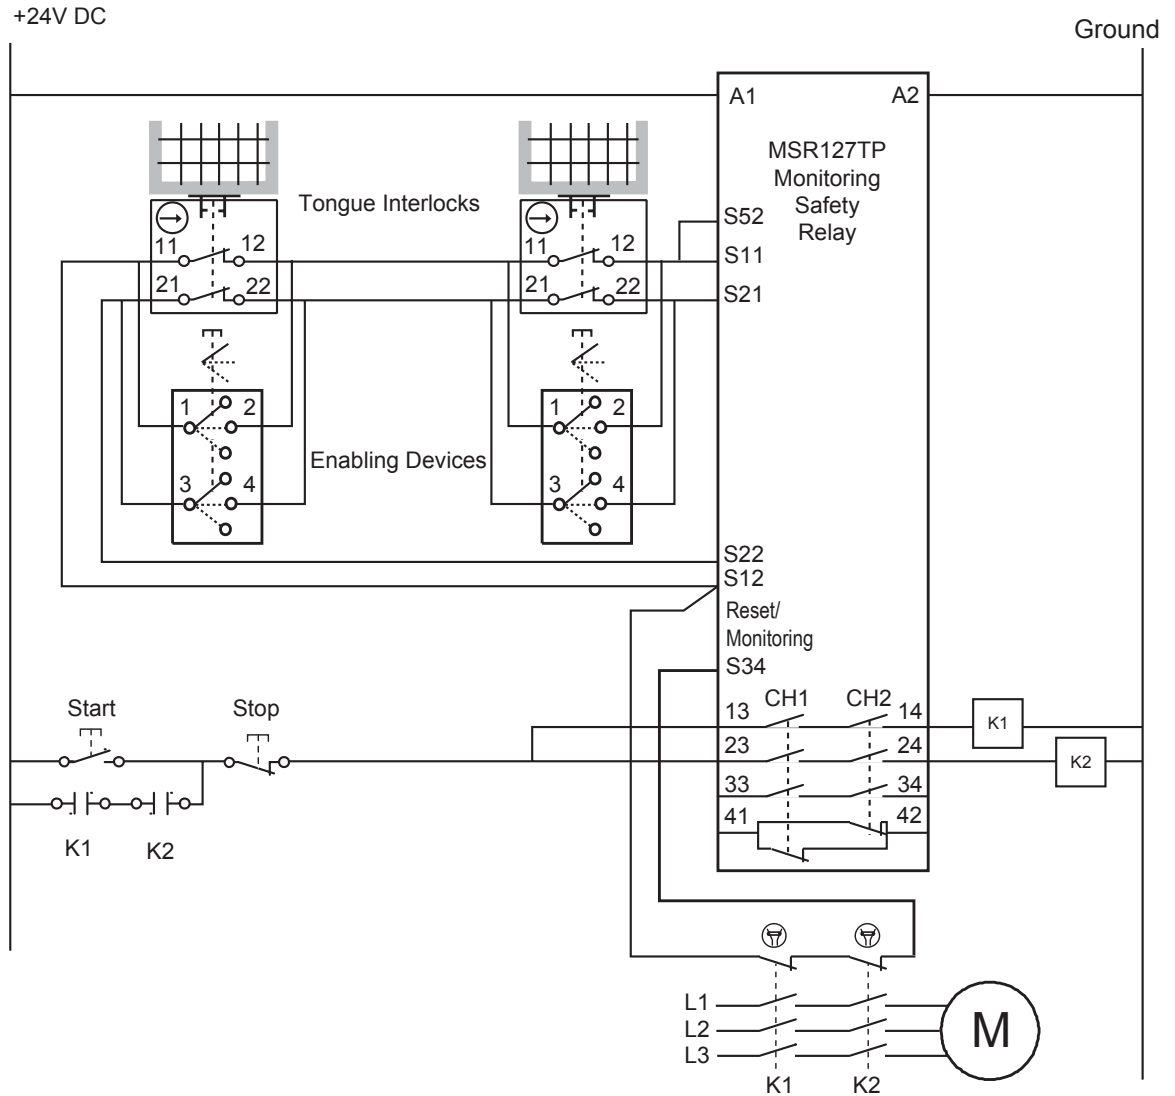 +24V DC
Ground
A1
A2
MSR127TP
Monitoring
Safety
Relay
Tongue Interlocks
S52
11
12
11
12
S11
21
22
21
22
S21
1
2
1
2
Enabling Devices
3
4
3
4
S22
S12
Reset/
Monitoring
S34
Start
Stop
CH1
CH2
13
14
K1
23
24
K2
33
34
41
42
K1
K2
L1
L2
L3
M
K1
K2